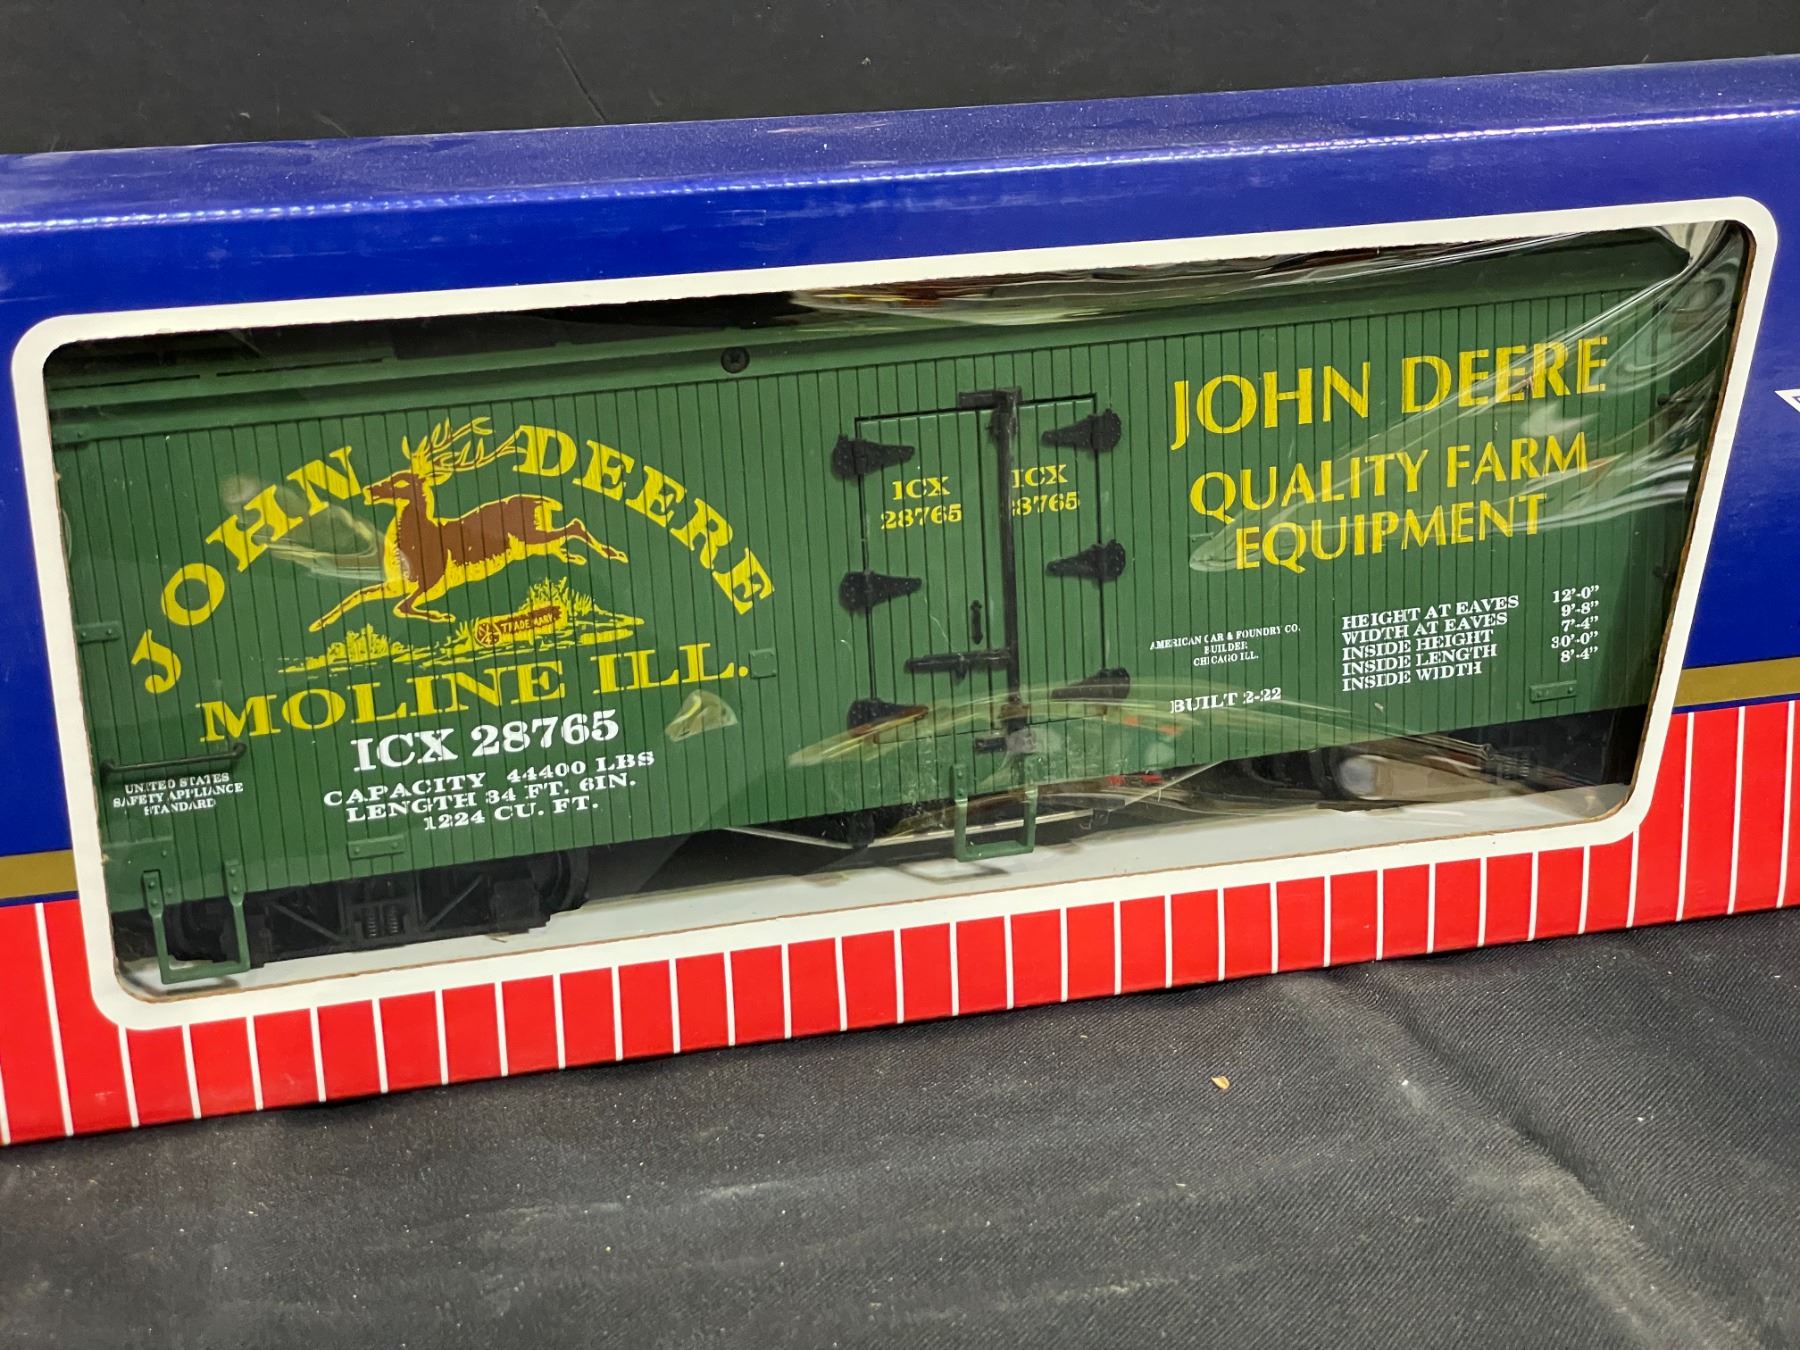 JOHN DEERE
TRADE MARK
MOLINE ILL.
ICX 28765
CAPACITY 44400 LBS
LENGTH 34 FT. 6IN.
1224 CU. FT.
UNITED STATES
SAFETY APPLIANCE
STANDARD
ICX
28765
ICX
28765
JOHN DEERE
QUALITY FARM
EQUIPMENT
AMERICAN CAR & FOUNDRY CO.
BUILDER
CHICAGO ILL.
BUILT 2-22
HEIGHT AT EAVES 12'-0"
WIDTH AT EAVES 9'-8"
INSIDE HEIGHT 7'-4"
INSIDE LENGTH 30'-0"
INSIDE WIDTH 8'-4"